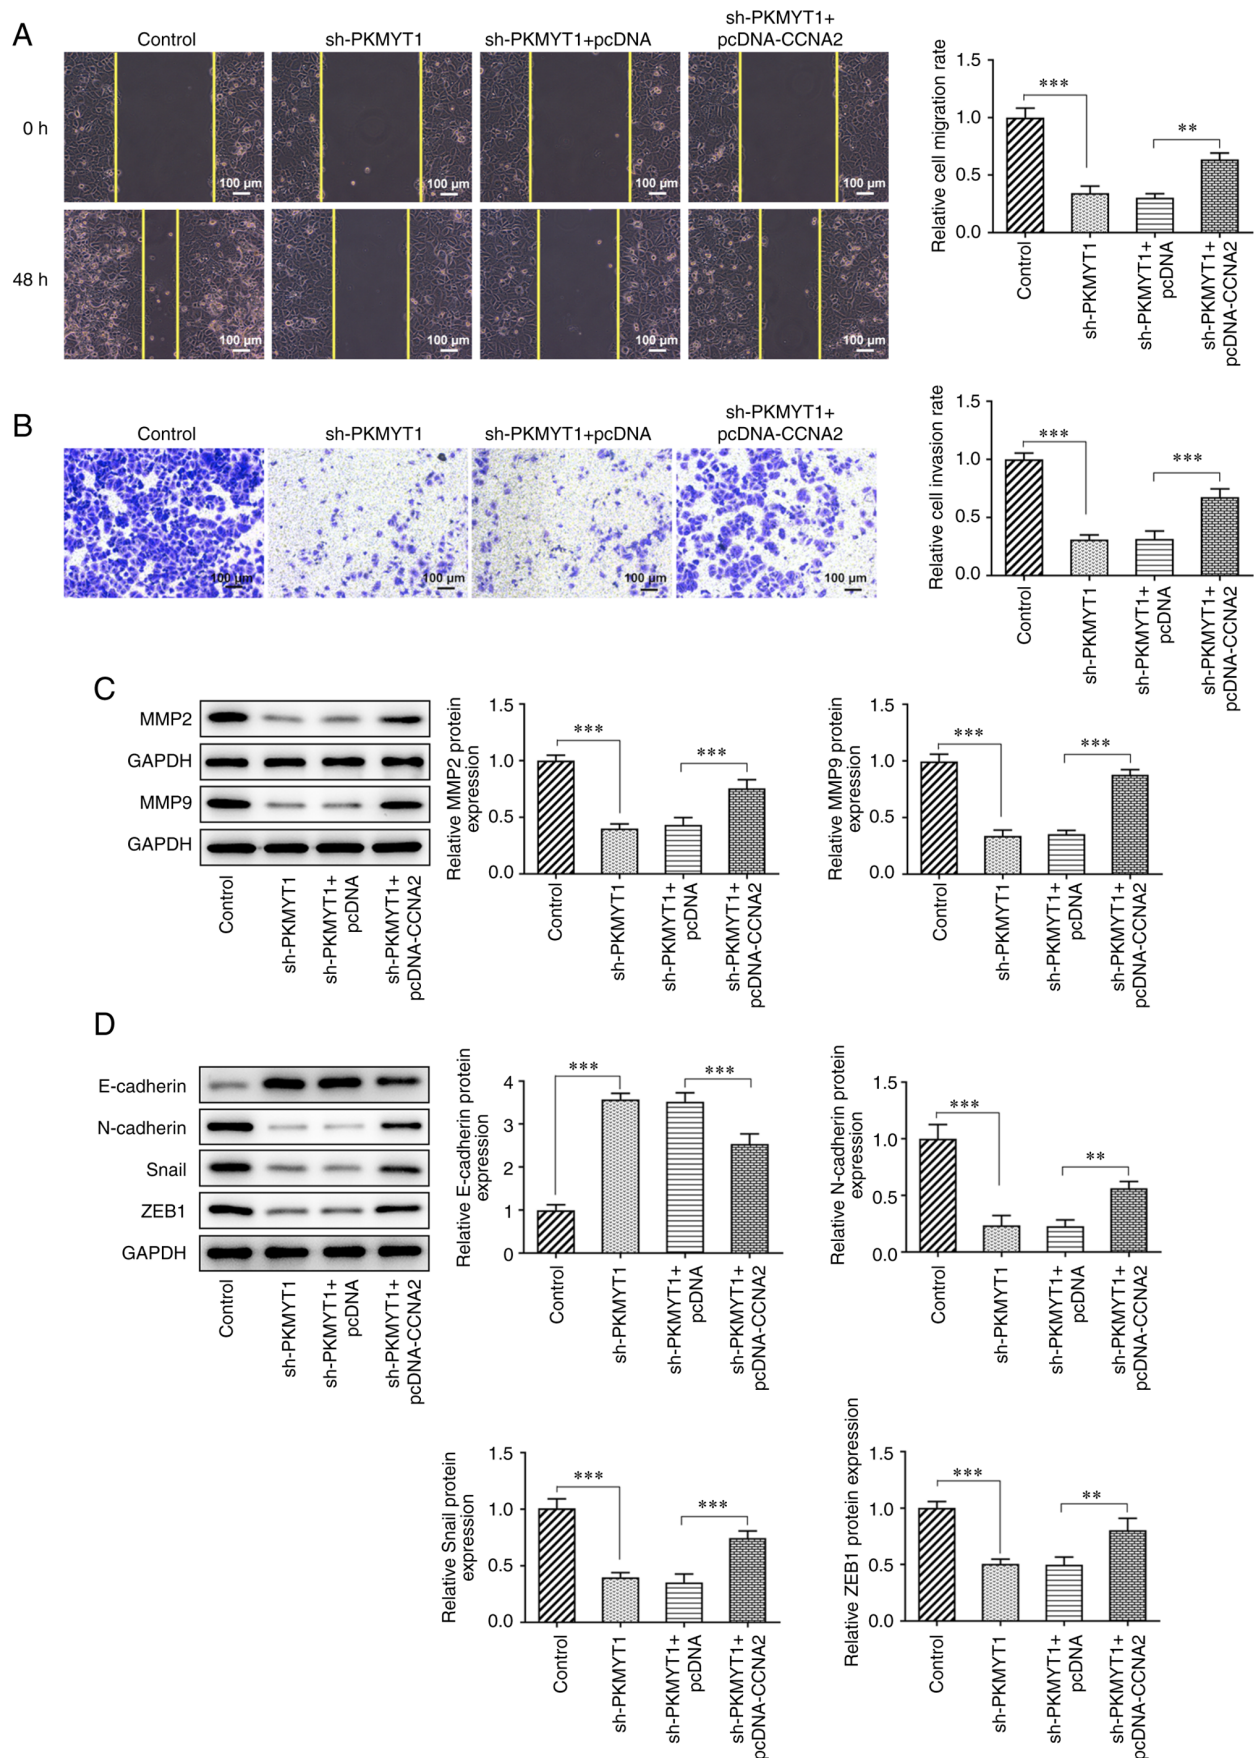 A
Control
sh-PKMYT1
sh-PKMYT1+pcDNA
sh-PKMYT1+
pcDNA-CCNA2
0 h
100 µm
100 µm
100 µm
100 µm
48 h
100 µm
100 µm
100 µm
100 µm
Relative cell migration rate
1.5
1.0
0.5
0.0
***
**
Control
sh-PKMYT1
sh-PKMYT1+
pcDNA
sh-PKMYT1+
pcDNA-CCNA2
B
Control
sh-PKMYT1
sh-PKMYT1+pcDNA
sh-PKMYT1+
pcDNA-CCNA2
100 µm
100 µm
100 µm
100 µm
Relative cell invasion rate
1.5
1.0
0.5
0.0
***
***
Control
sh-PKMYT1
sh-PKMYT1+
pcDNA
sh-PKMYT1+
pcDNA-CCNA2
C
MMP2
GAPDH
MMP9
GAPDH
Control
sh-PKMYT1
sh-PKMYT1+
pcDNA
sh-PKMYT1+
pcDNA-CCNA2
Relative MMP2 protein
expression
1.5
1.0
0.5
0.0
***
***
Control
sh-PKMYT1
sh-PKMYT1+
pcDNA
sh-PKMYT1+
pcDNA-CCNA2
Relative MMP9 protein
expression
1.5
1.0
0.5
0.0
***
***
Control
sh-PKMYT1
sh-PKMYT1+
pcDNA
sh-PKMYT1+
pcDNA-CCNA2
D
E-cadherin
N-cadherin
Snail
ZEB1
GAPDH
Control
sh-PKMYT1
sh-PKMYT1+
pcDNA
sh-PKMYT1+
pcDNA-CCNA2
Relative E-cadherin protein
expression
4
3
2
1
0
***
***
Control
sh-PKMYT1
sh-PKMYT1+
pcDNA
sh-PKMYT1+
pcDNA-CCNA2
Relative N-cadherin protein
expression
1.5
1.0
0.5
0.0
***
**
Control
sh-PKMYT1
sh-PKMYT1+
pcDNA
sh-PKMYT1+
pcDNA-CCNA2
Relative Snail protein
expression
1.5
1.0
0.5
0.0
***
***
Control
sh-PKMYT1
sh-PKMYT1+
pcDNA
sh-PKMYT1+
pcDNA-CCNA2
Relative ZEB1 protein expression
1.5
1.0
0.5
0.0
***
**
Control
sh-PKMYT1
sh-PKMYT1+
pcDNA
sh-PKMYT1+
pcDNA-CCNA2